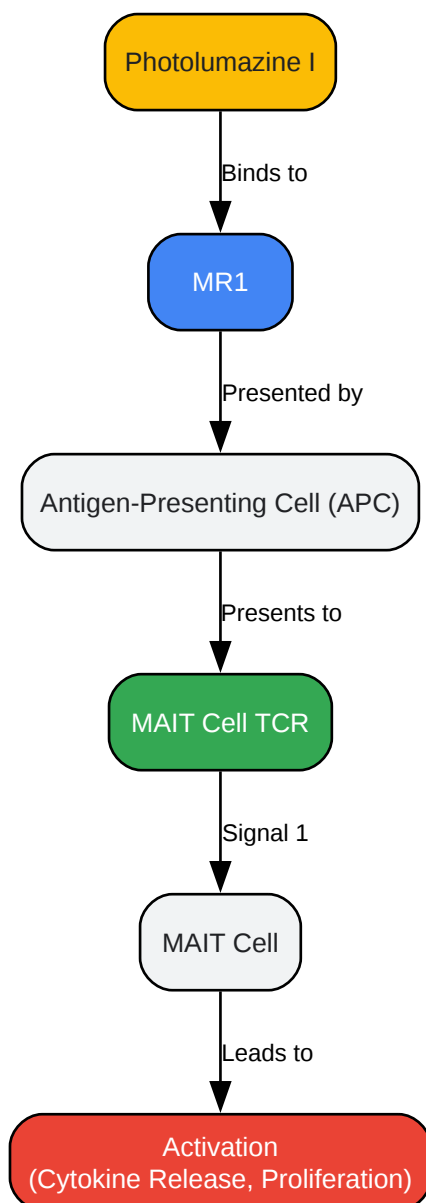 Photolumazine I
Binds to
MR1
Presented by
Antigen-Presenting Cell (APC)
Presents to
MAIT Cell TCR
Signal 1
MAIT Cell
Leads to
Activation
(Cytokine Release, Proliferation)